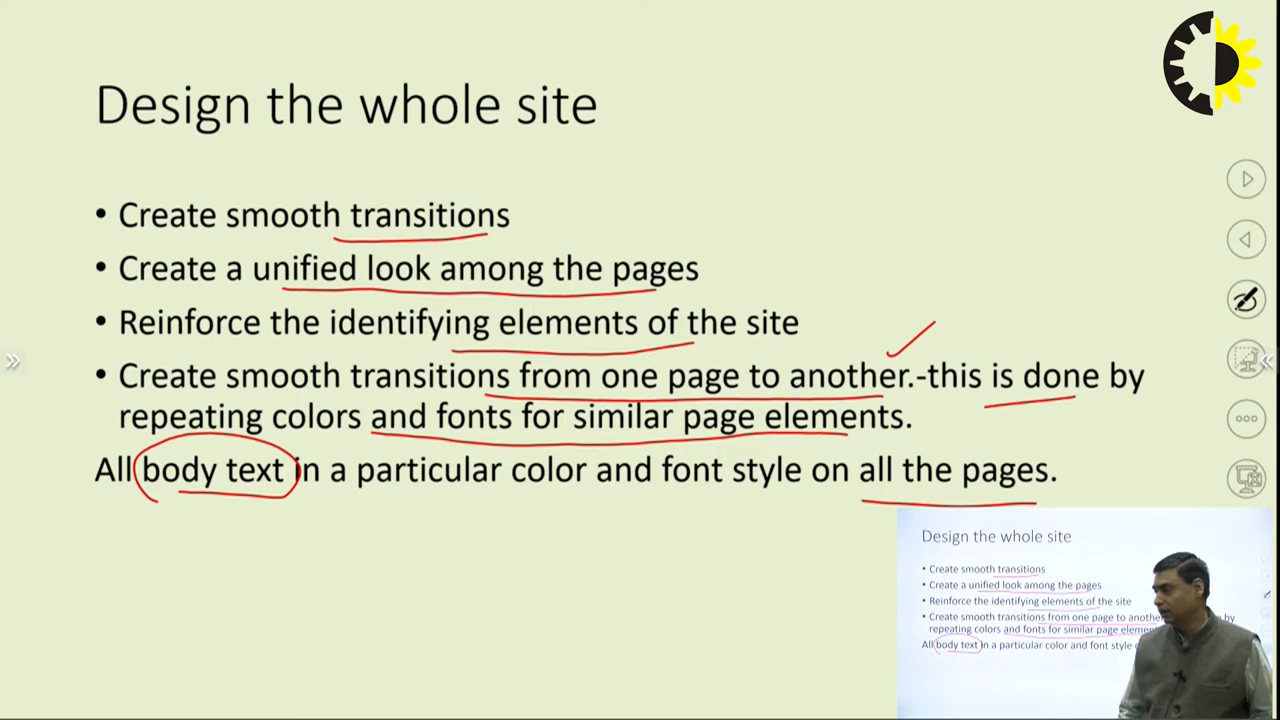 Design the whole site
• Create smooth transitions
• Create a unified look among the pages
• Reinforce the identifying elements of the site
• Create smooth transitions from one page to another.-this is done by
repeating colors and fonts for similar page elements.
All body text in a particular color and font style on all the pages.
Design the whole site
• Create smooth transitions
• Create a unified look among the pages
• Reinforce the identifying elements of the site
• Create smooth transitions from one page to another by
repeating colors and fonts for similar page elemen
All body text in a particular color and font style